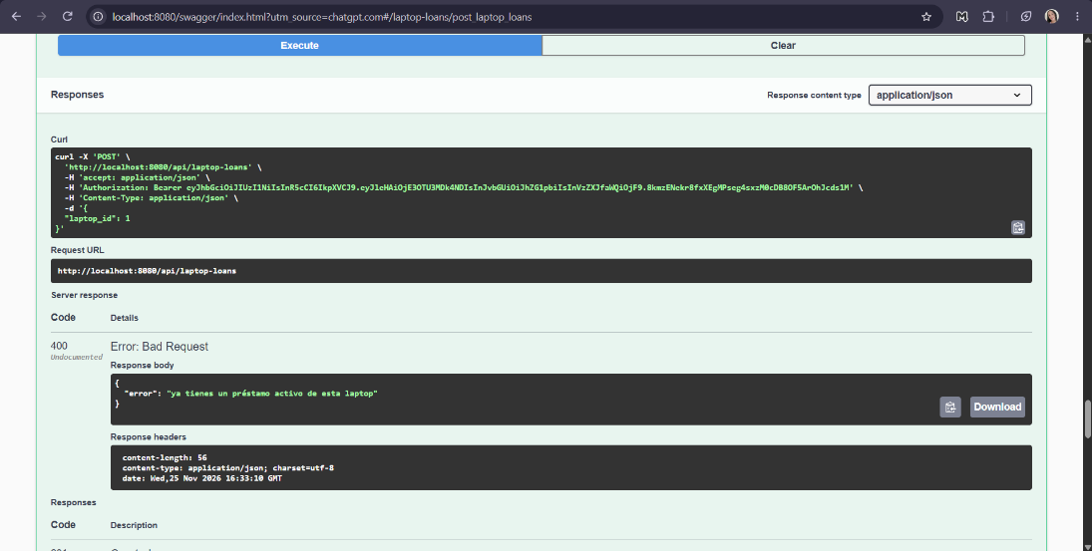 localhost:8080/swagger/index.html?utm_source=chatgpt.com#/laptop-loans/post_laptop_loans
Execute
Clear
Responses
Response content type
application/json
Curl
curl -X 'POST' \
'http://localhost:8080/api/laptop-loans' \
-H 'accept: application/json' \
-H 'Authorization: Bearer
-H 'Content-Type: application/json' \
-d '{
"laptop_id": 1
}'
Request URL
http://localhost:8080/api/laptop-loans
Server response
Code
Details
400
Undocumented
Error: Bad Request
Response body
{
"error": "ya tienes un préstamo activo de esta laptop"
}
Download
Response headers
content-length: 56
content-type: application/json; charset=utf-8
date: Wed,25 Nov 2026 16:33:10 GMT
Responses
Code
Description